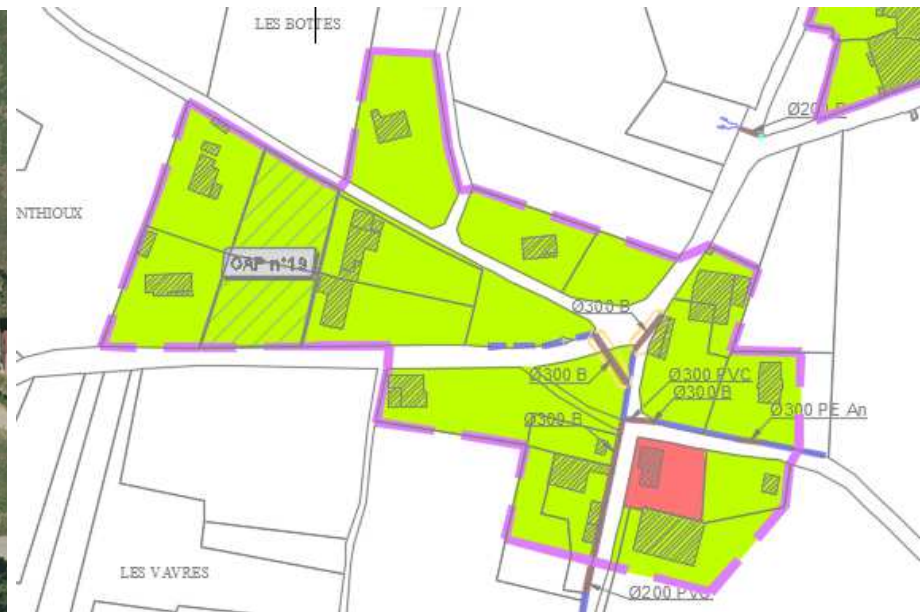 LES BOTTES
NTHIOUX
OAP n°19
Ø300 B
Ø300 B
Ø300 PVC
Ø300 B
Ø300 PE An
Ø300 B
LES VAVRES
Ø200 PVC